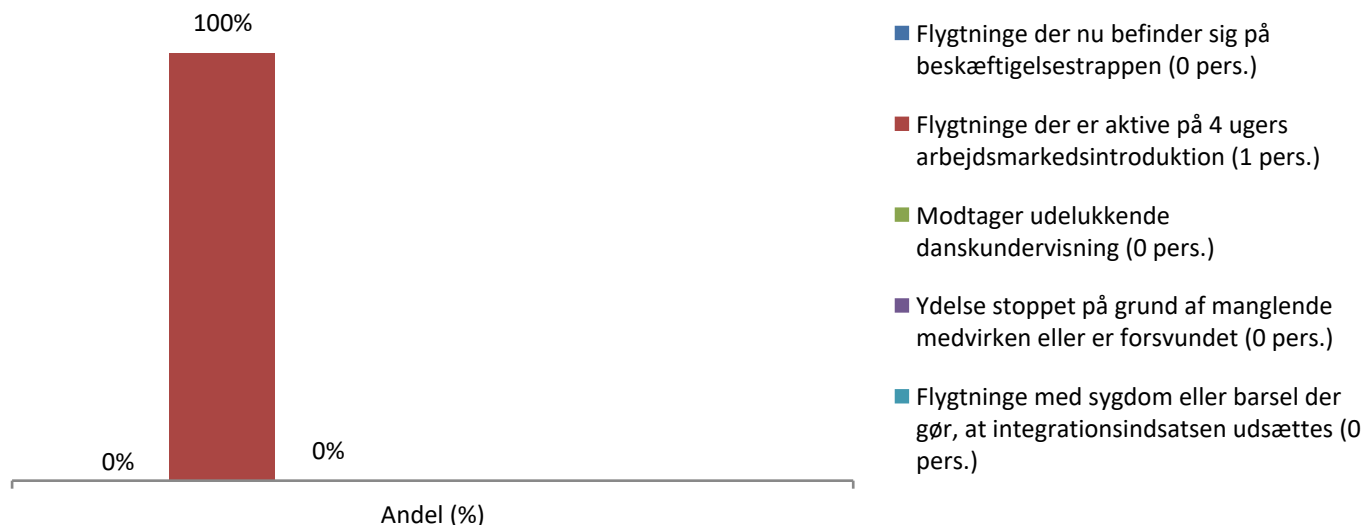 100%
0%
0%
Andel (%)
Flygtninge der nu befinder sig på
beskæftigelsestrappen (0 pers.)
Flygtninge der er aktive på 4 ugers
arbejdsmarkedsintroduktion (1 pers.)
Modtager udelukkende
danskundervisning (0 pers.)
Ydelse stoppet på grund af manglende
medvirken eller er forsvundet (0 pers.)
Flygtninge med sygdom eller barsel der
gør, at integrationsindsatsen udsættes (0
pers.)